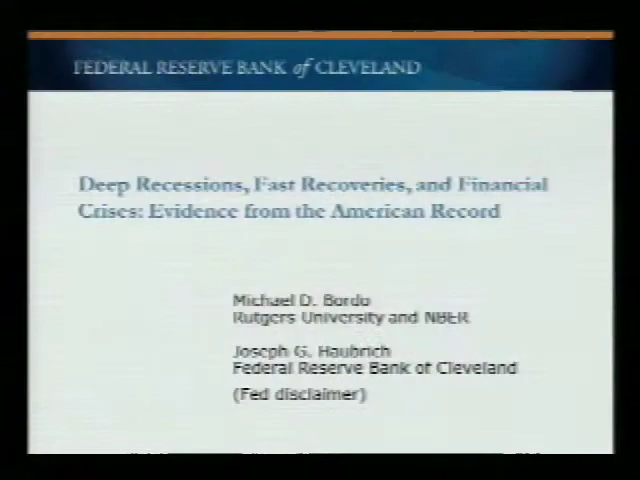 FEDERAL RESERVE BANK of CLEVELAND
Deep Recessions, Fast Recoveries, and Financial
Crises: Evidence from the American Record
Michael D. Bordo
Rutgers University and NBER
Joseph G. Haubrich
Federal Reserve Bank of Cleveland
(Fed disclaimer)